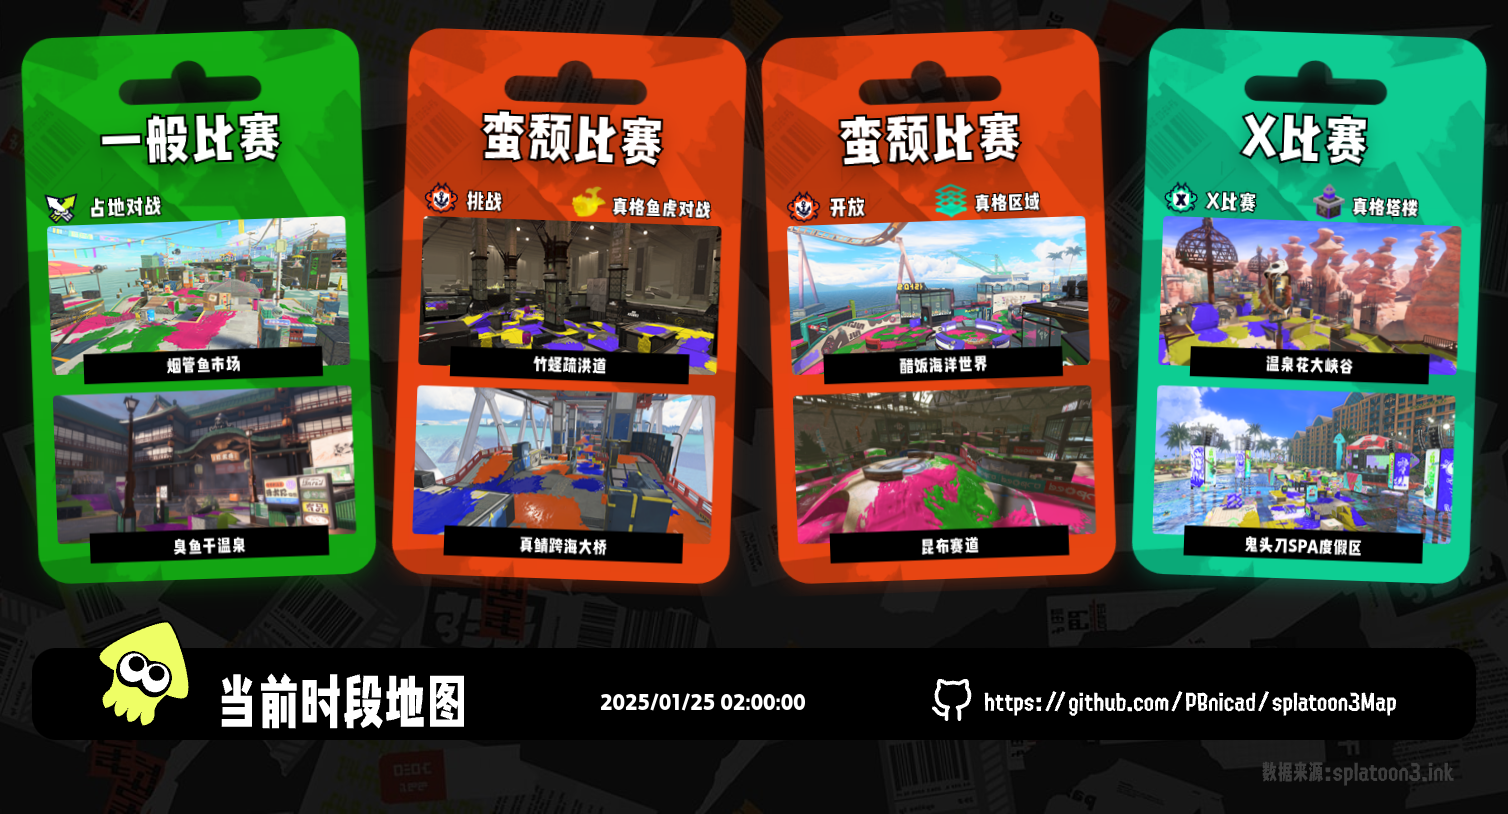 一般比赛
占地对战
烟管鱼市场
臭鱼干温泉
蛮颓比赛
挑战
真格鱼虎对战
竹蛏疏洪道
真鲭跨海大桥
蛮颓比赛
开放
真格区域
醋饭海洋世界
昆布赛道
X比赛
X比赛
真格塔楼
温泉花大峡谷
鬼头刀SPA度假区
当前时段地图
2025/01/25 02:00:00
https://github.com/PBnicad/splatoon3Map
数据来源:splatoon3.ink